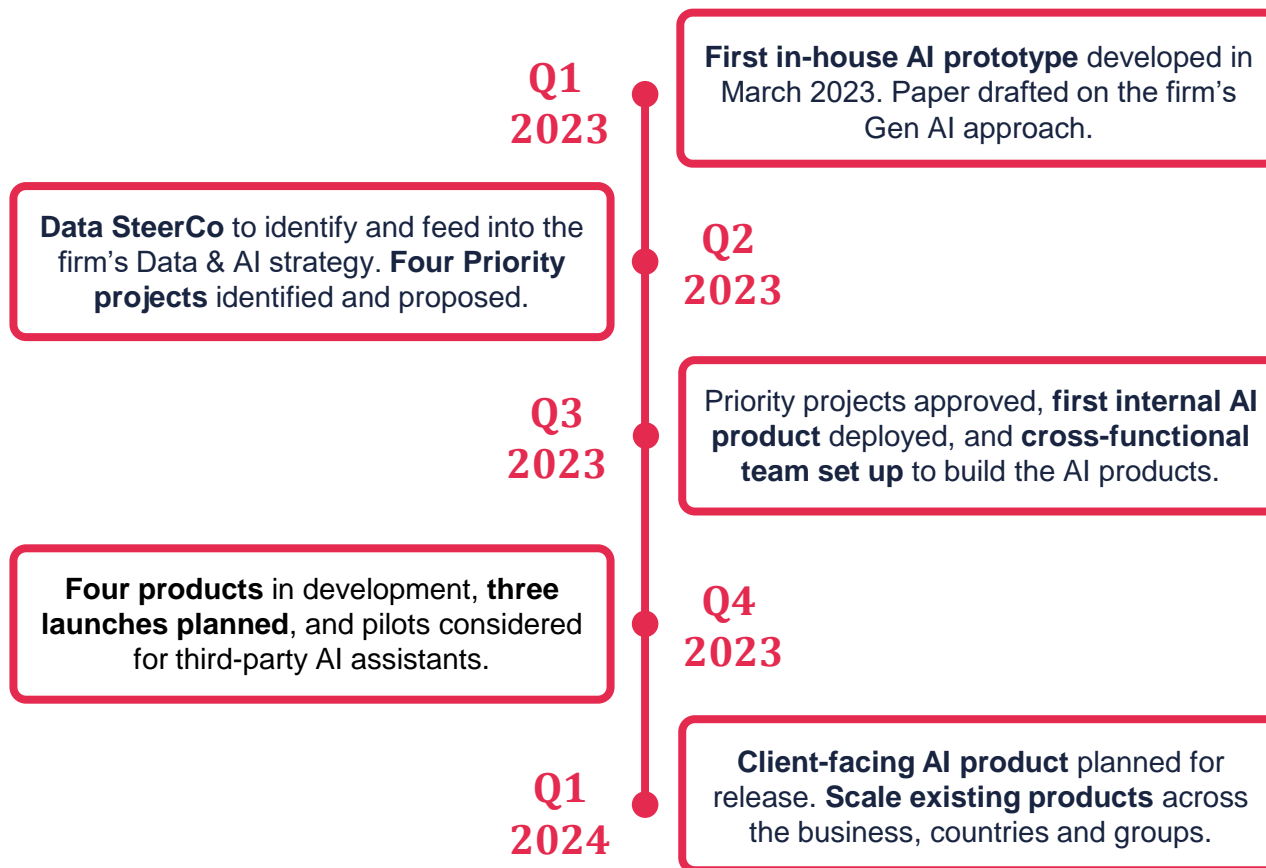 Q1
2023
First in-house AI prototype developed in
March 2023. Paper drafted on the firm’s
Gen AI approach.
Q2
2023
Data SteerCo to identify and feed into the
firm’s Data & AI strategy. Four Priority
projects identified and proposed.
Q3
2023
Priority projects approved, first internal AI
product deployed, and cross-functional
team set up to build the AI products.
Q4
2023
Four products in development, three
launches planned, and pilots considered
for third-party AI assistants.
Q1
2024
Client-facing AI product planned for
release. Scale existing products across
the business, countries and groups.